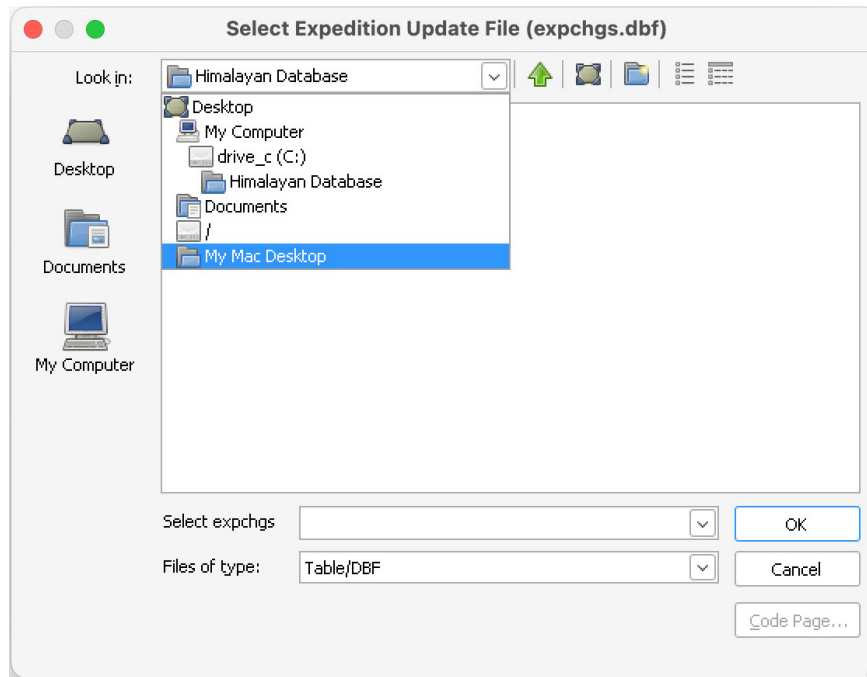 Select Expedition Update File (expchgs.dbf)
Look in:
Himalayan Database
Desktop
My Computer
drive_c (C:)
Himalayan Database
Documents
/
My Mac Desktop
Desktop
Documents
My Computer
Select expchgs
OK
Files of type:
Table/DBF
Cancel
Code Page...